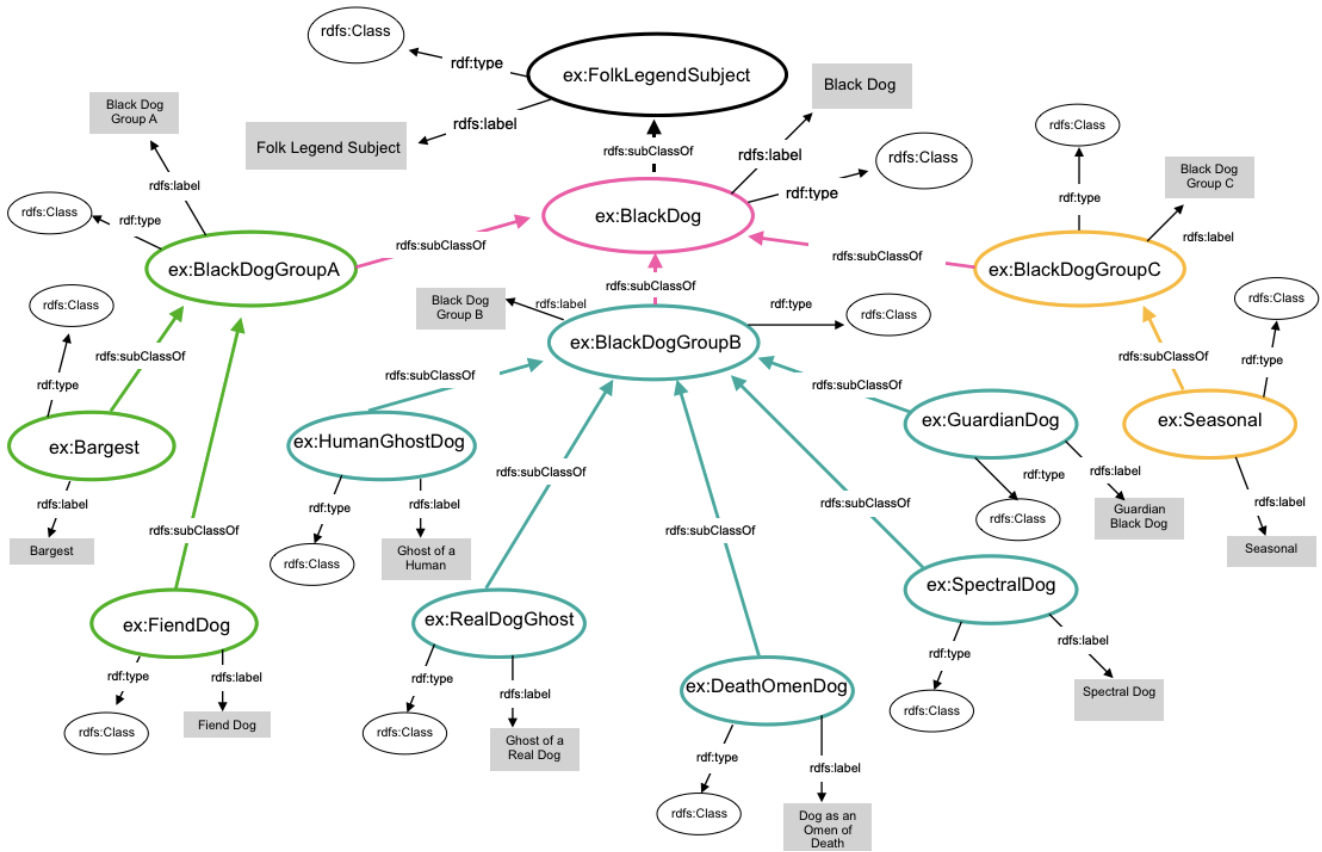 rdfs:Class
rdf:type
ex:FolkLegendSubject
rdfs:label
Folk Legend Subject
Black Dog
rdfs:subClassOf
rdfs:label
rdfs:Class
rdf:type
ex:BlackDog
Black Dog
Group A
rdfs:label
rdfs:Class
rdf:type
ex:BlackDogGroupA
rdfs:subClassOf
rdfs:Class
rdf:type
Black Dog
Group C
rdfs:label
ex:BlackDogGroupC
rdfs:subClassOf
rdfs:subClassOf
Black Dog
Group B
rdfs:label
rdf:type
rdfs:Class
ex:BlackDogGroupB
rdfs:Class
rdfs:subClassOf
rdf:type
ex:Bargest
rdfs:label
Bargest
rdfs:subClassOf
ex:FiendDog
rdf:type
rdfs:label
rdfs:Class
Fiend Dog
rdfs:subClassOf
ex:HumanGhostDog
rdf:type
rdfs:label
rdfs:Class
Ghost of a
Human
rdfs:subClassOf
ex:RealDogGhost
rdf:type
rdfs:label
rdfs:Class
Ghost of a
Real Dog
rdfs:subClassOf
ex:DeathOmenDog
rdf:type
rdfs:label
rdfs:Class
Dog as an
Omen of
Death
rdfs:subClassOf
ex:SpectralDog
rdf:type
rdfs:label
rdfs:Class
Spectral Dog
rdfs:subClassOf
ex:GuardianDog
rdf:type
rdfs:label
rdfs:Class
Guardian
Black Dog
rdfs:Class
rdfs:subClassOf
rdf:type
ex:Seasonal
rdfs:label
Seasonal